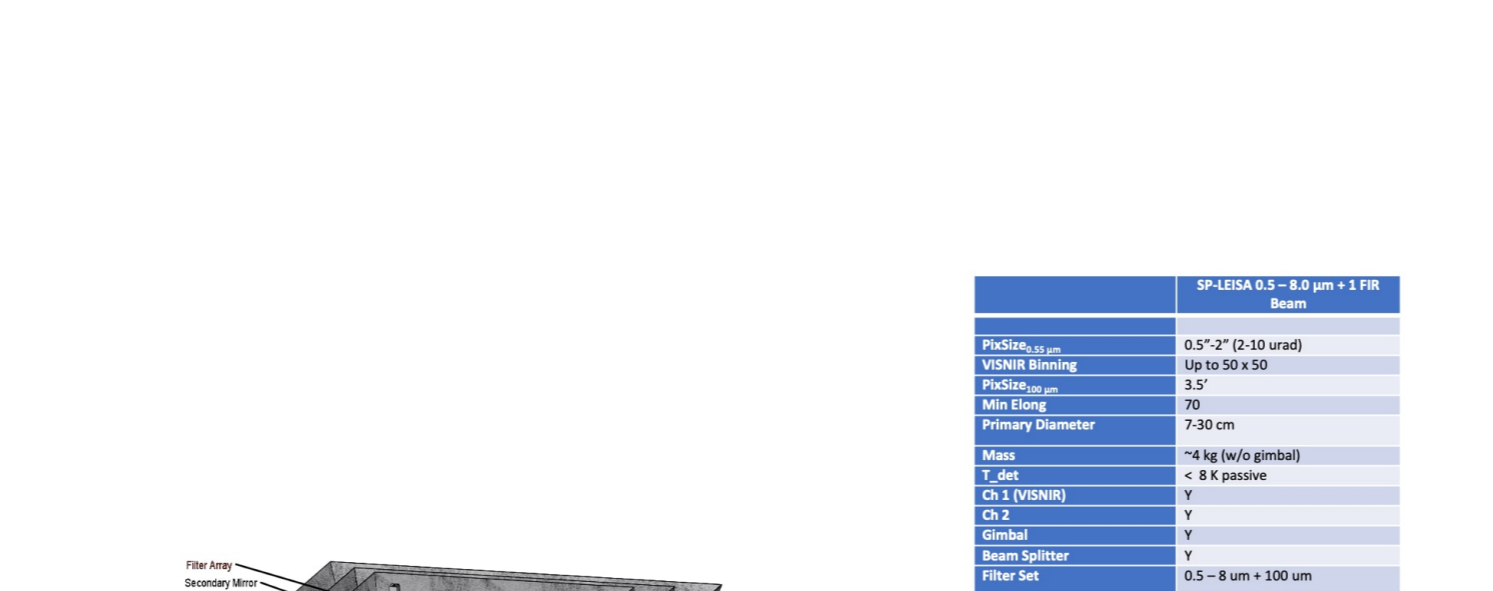 SP-LEISA 0.5 – 8.0 µm + 1 FIR
Beam
PixSize0.55 µm 0.5”-2” (2-10 urad)
VISNIR Binning Up to 50 x 50
PixSize100 µm 3.5’
Min Elong 70
Primary Diameter 7-30 cm
Mass ~4 kg (w/o gimbal)
T_det < 8 K passive
Ch 1 (VISNIR) Y
Ch 2 Y
Gimbal Y
Beam Splitter Y
Filter Set 0.5 – 8 um + 100 um
Filter Array
Secondary Mirror